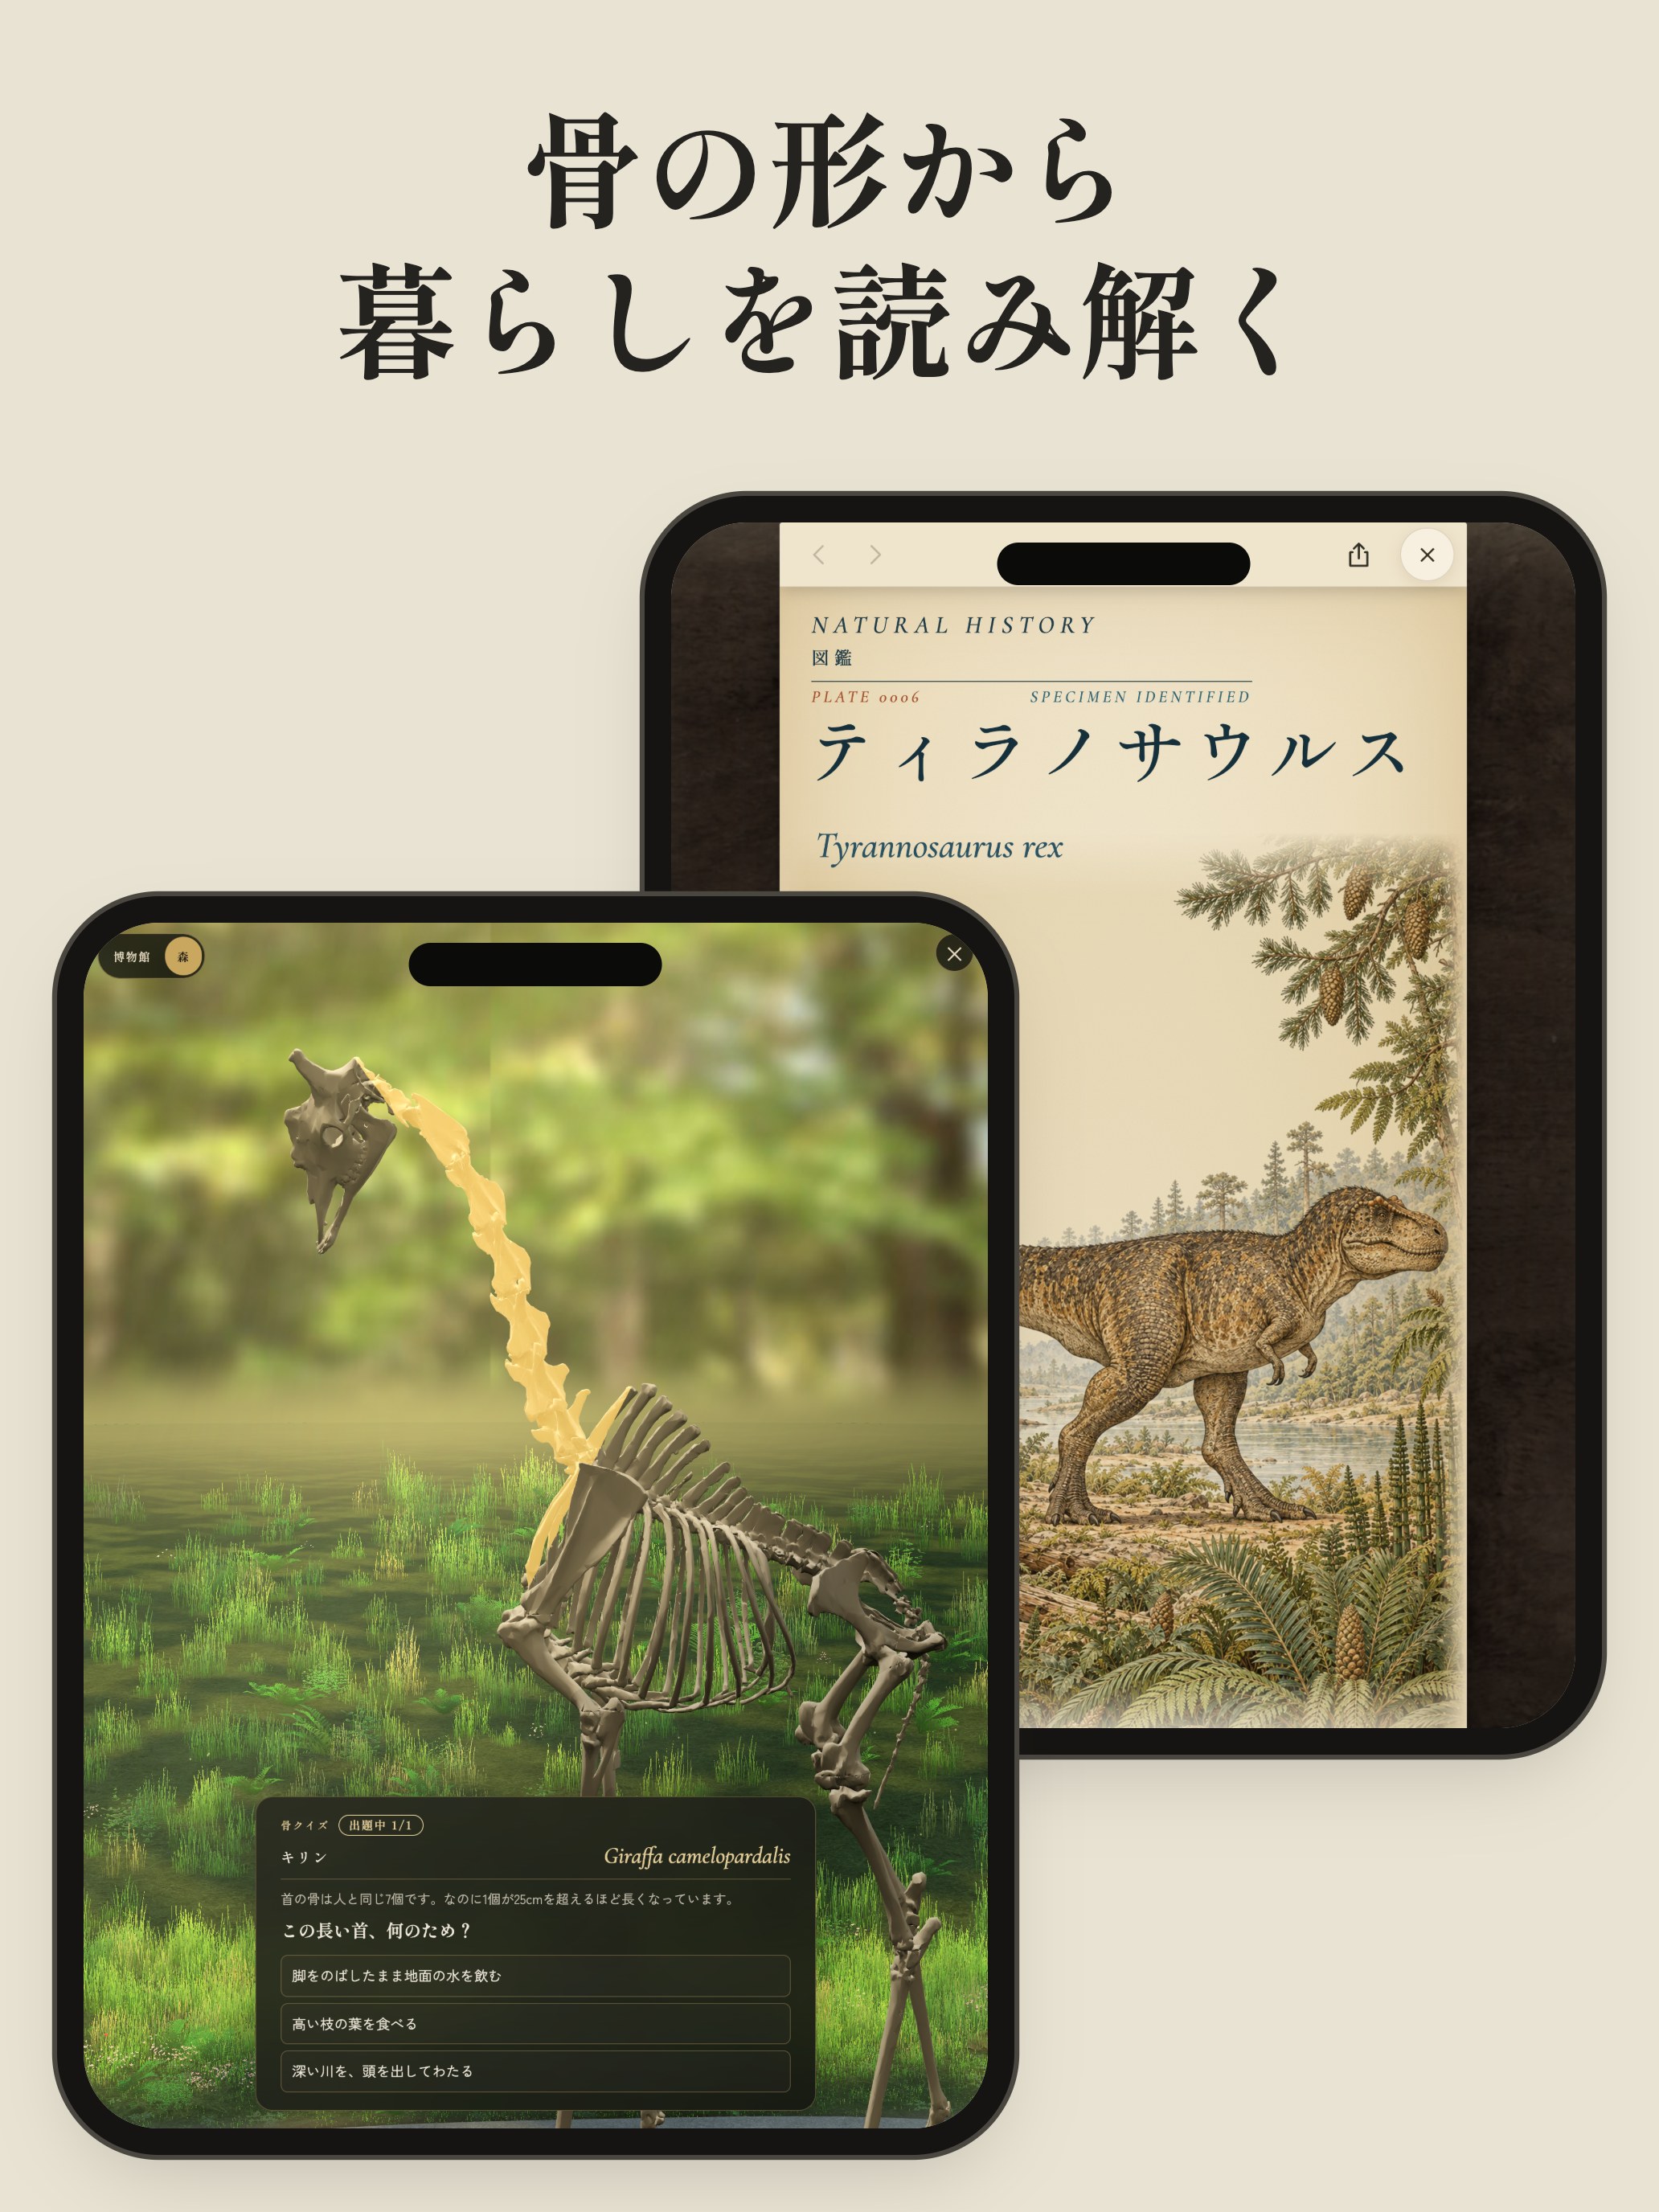 骨の形から
暮らしを読み解く
NATURAL HISTORY
図鑑
PLATE 0006
SPECIMEN IDENTIFIED
ティラノサウルス
Tyrannosaurus rex
博物館
森
骨クイズ
出題中 1/1
キリン
Giraffa camelopardalis
首の骨は人と同じ7個です。なのに1個が25cmを超えるほど長くなっています。
この長い首、何のため？
脚をのばしたまま地面の水を飲む
高い枝の葉を食べる
深い川を、頭を出してわたる